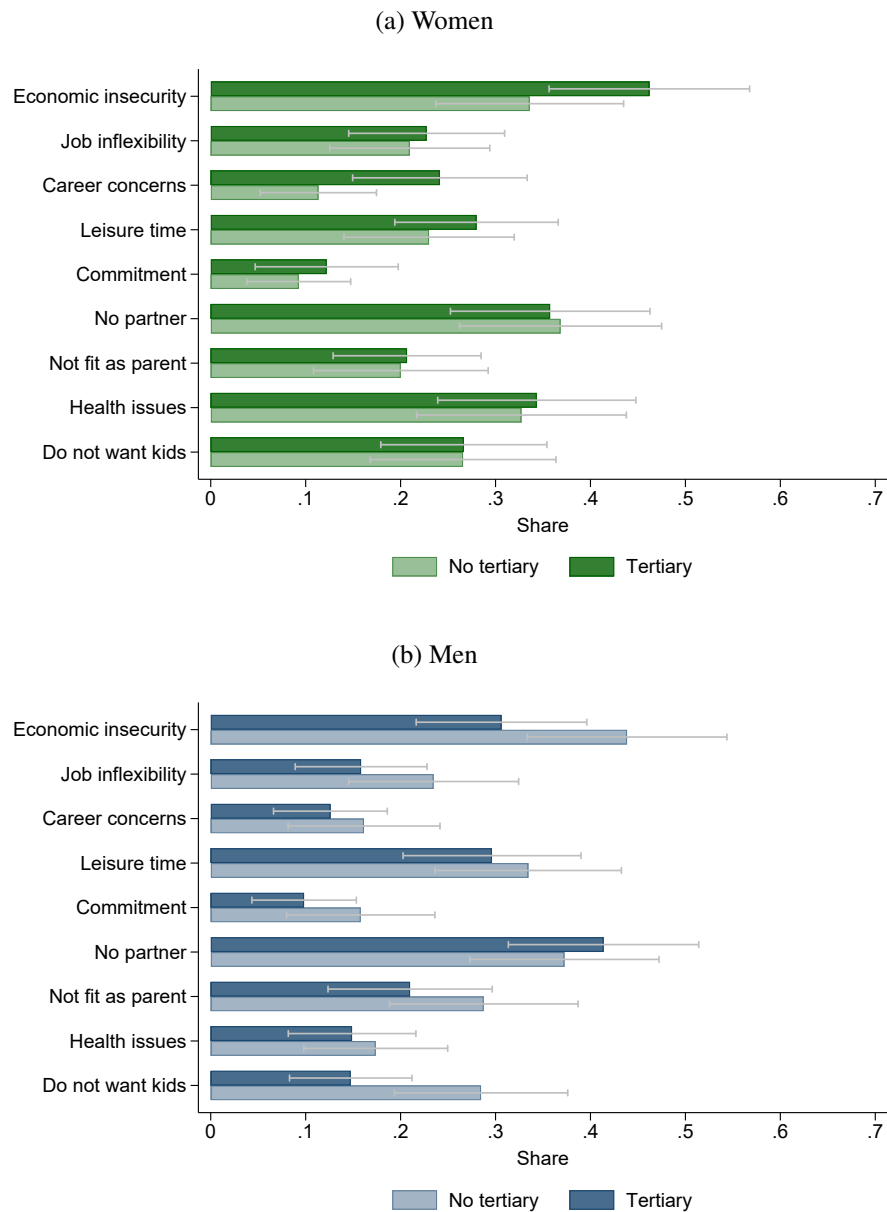 (a) Women
Economic insecurity
Job inflexibility
Career concerns
Leisure time
Commitment
No partner
Not fit as parent
Health issues
Do not want kids
0 .1 .2 .3 .4 .5 .6 .7
Share
No tertiary Tertiary
(b) Men
Economic insecurity
Job inflexibility
Career concerns
Leisure time
Commitment
No partner
Not fit as parent
Health issues
Do not want kids
0 .1 .2 .3 .4 .5 .6 .7
Share
No tertiary Tertiary